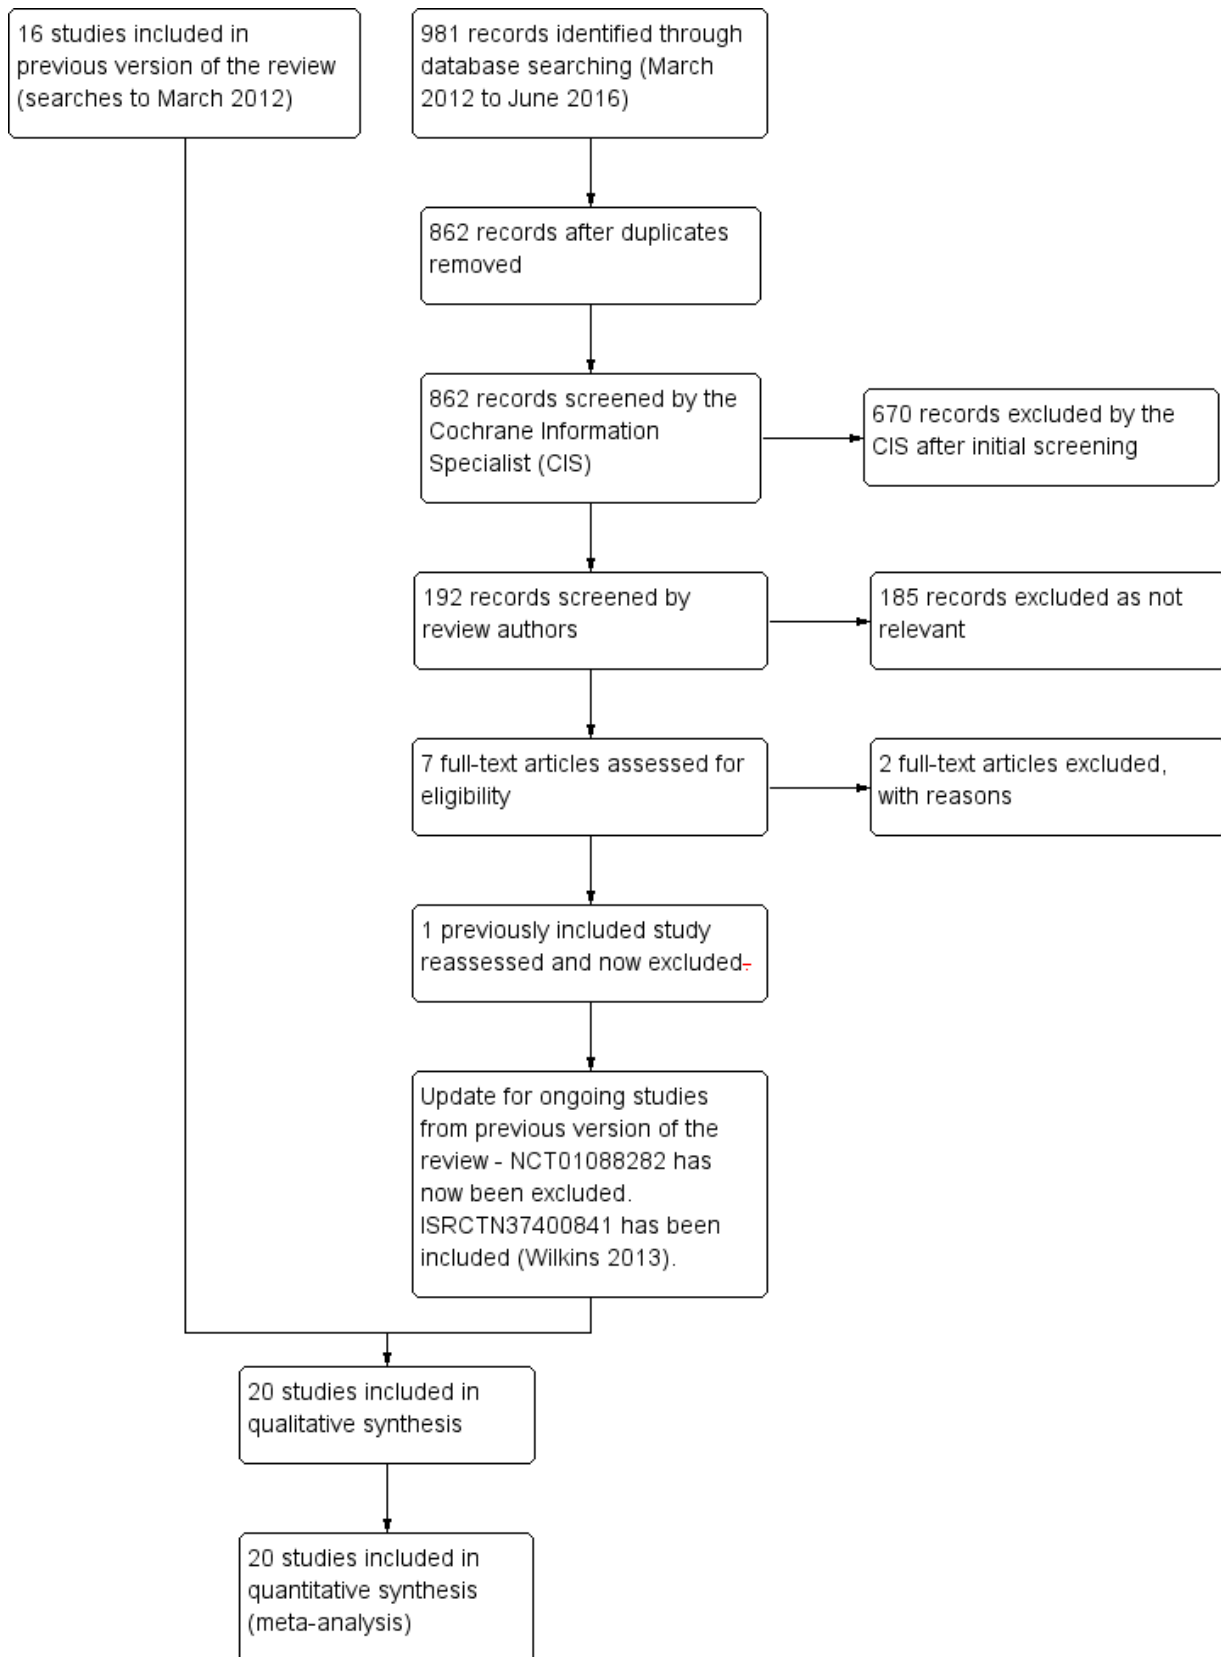 16 studies included in
previous version of the review
(searches to March 2012)
981 records identified through
database searching (March
2012 to June 2016)
862 records after duplicates
removed
862 records screened by the
Cochrane Information
Specialist (CIS)
670 records excluded by the
CIS after initial screening
192 records screened by
review authors
185 records excluded as not
relevant
7 full-text articles assessed for
eligibility
2 full-text articles excluded,
with reasons
1 previously included study
reassessed and now excluded.
Update for ongoing studies
from previous version of the
review - NCT01088282 has
now been excluded.
ISRCTN37400841 has been
included (Wilkins 2013).
20 studies included in
qualitative synthesis
20 studies included in
quantitative synthesis
(meta-analysis)